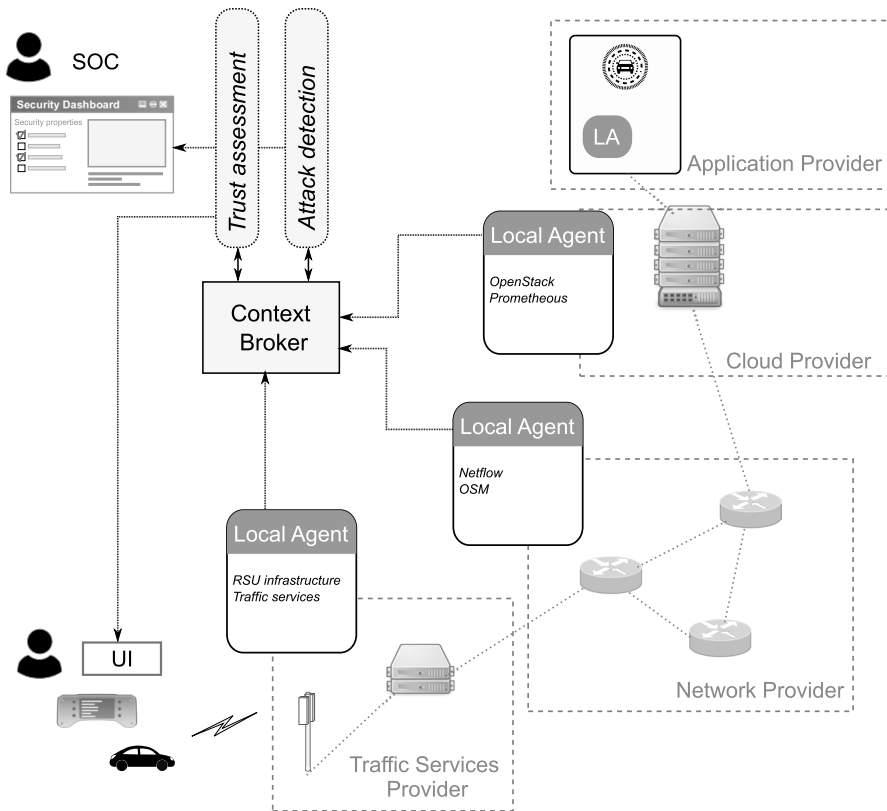 SOC
Security Dashboard
Security properties
Trust assessment
Attack detection
LA
Application Provider
Local Agent
OpenStack
Prometheous
Cloud Provider
Context
Broker
Local Agent
Netflow
OSM
Network Provider
Local Agent
RSU infrastructure
Traffic services
UI
Traffic Services
Provider